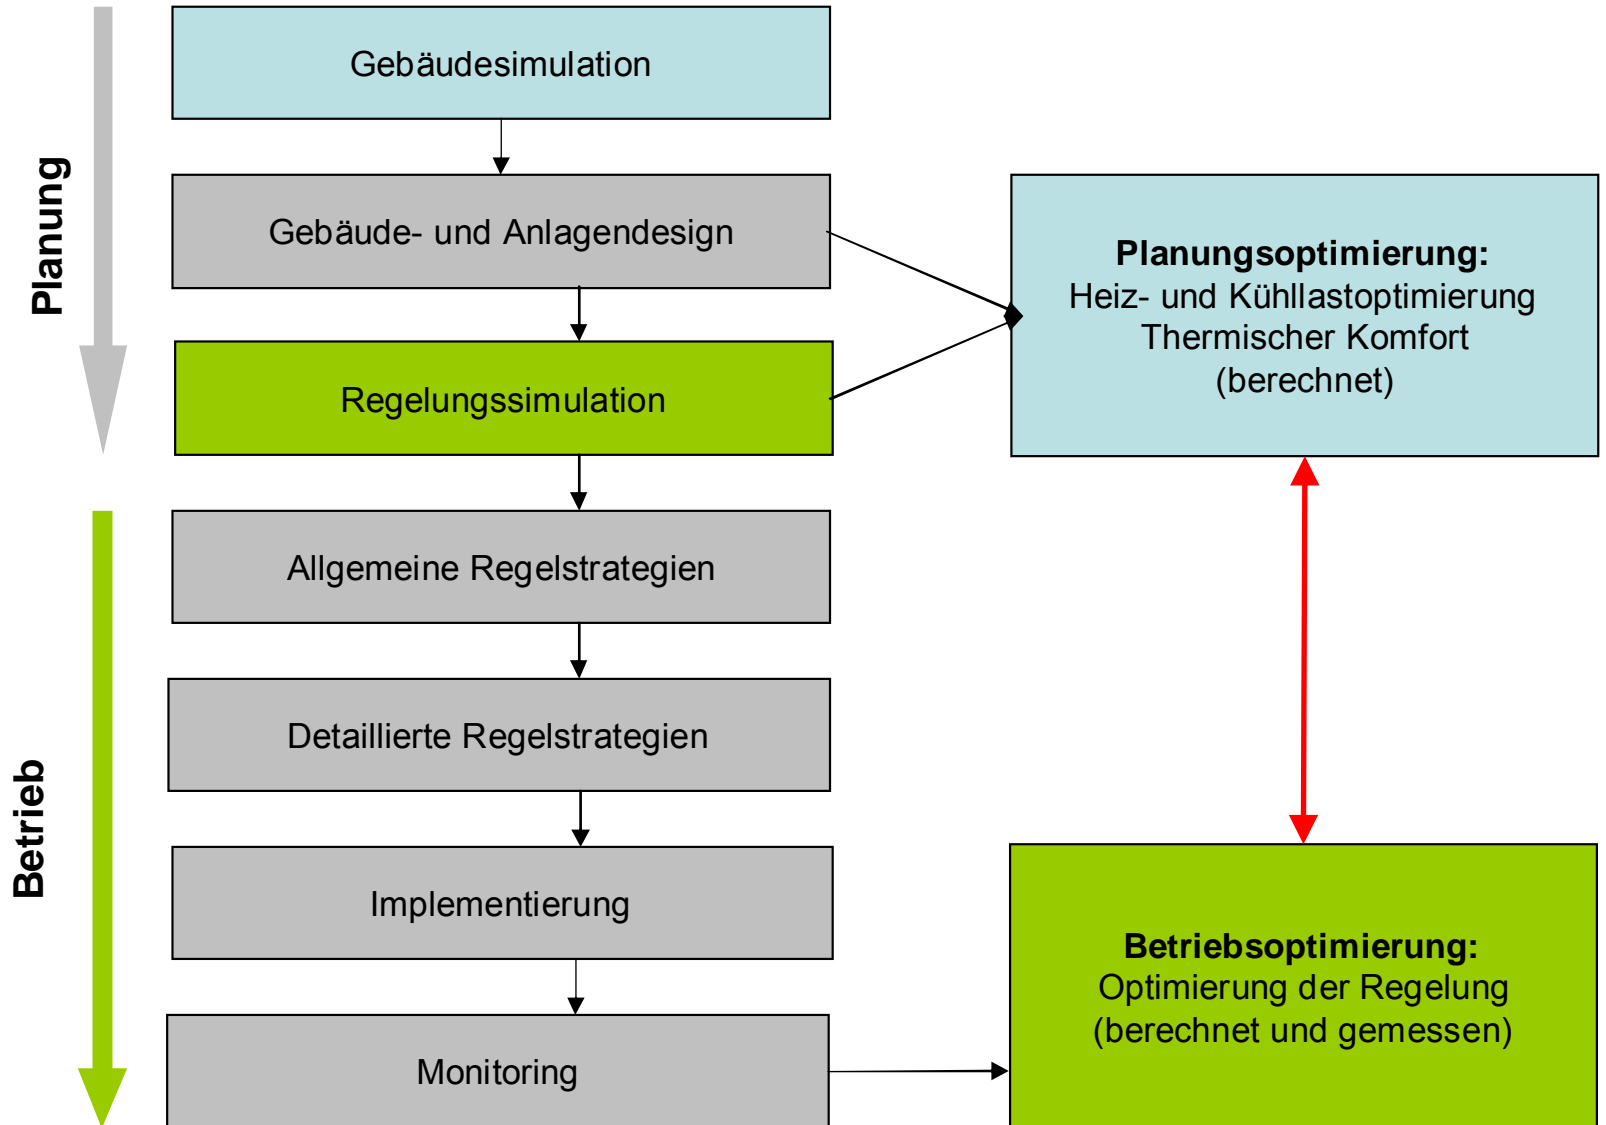 Planung
Gebäudesimulation
Gebäude- und Anlagendesign
Regelungssimulation
Planungsoptimierung:
Heiz- und Kühllastoptimierung
Thermischer Komfort
(berechnet)
Betrieb
Allgemeine Regelstrategien
Detaillierte Regelstrategien
Implementierung
Monitoring
Betriebsoptimierung:
Optimierung der Regelung
(berechnet und gemessen)